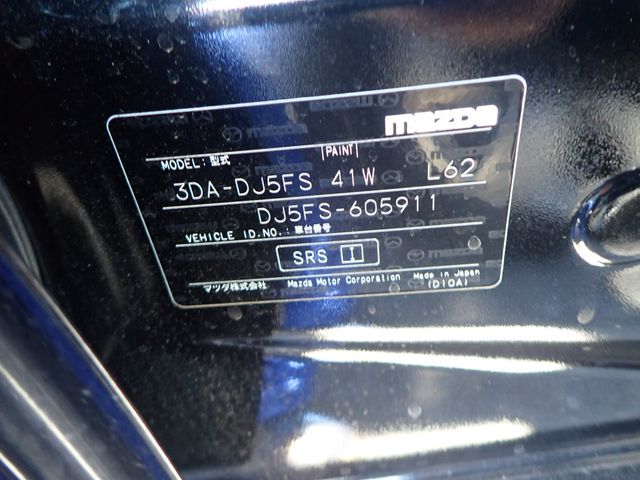 mazda
MODEL: 型式 |PAINT|
3DA-DJ5FS 41W L62
DJ5FS-605911
VEHICLE ID.NO.: 車台番号
SRS I
マツダ株式会社 Mazda Motor Corporation Made in Japan
(D10A)